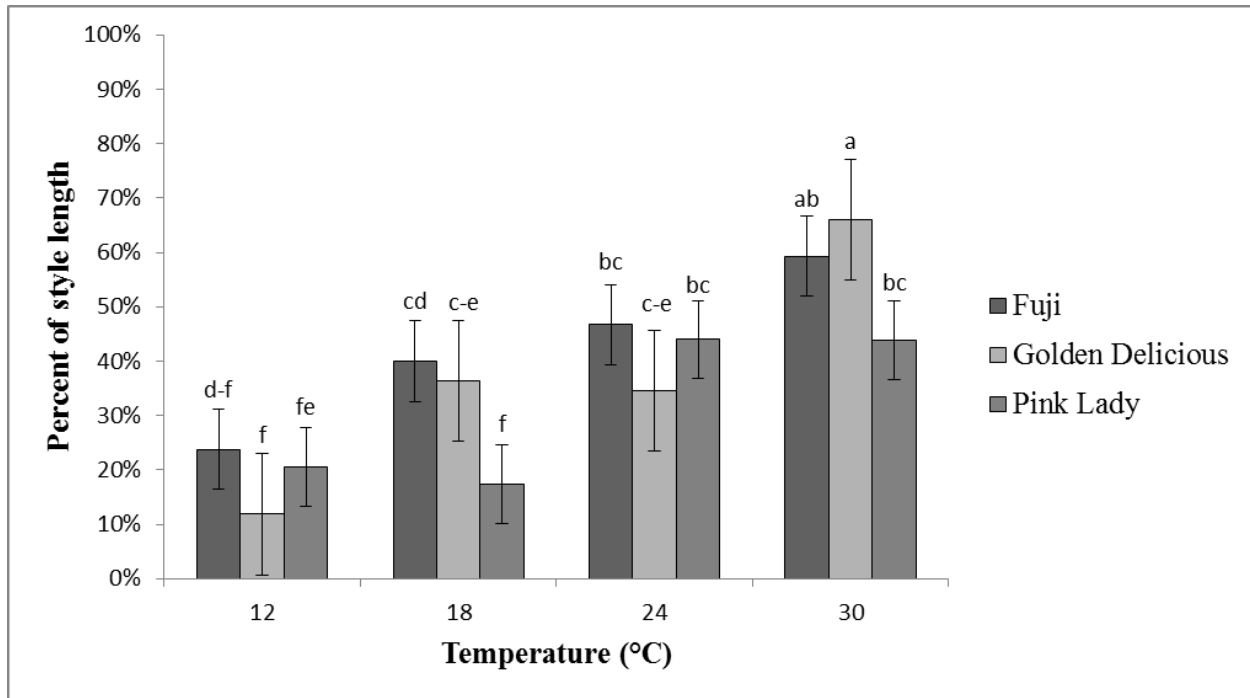 100%
90%
80%
70%
60%
50%
40%
30%
20%
10%
0%
Percent of style length
d-f
f
fe
cd
c-e
f
bc
c-e
bc
ab
a
bc
12
18
24
30
Temperature (°C)
Fuji
Golden Delicious
Pink Lady